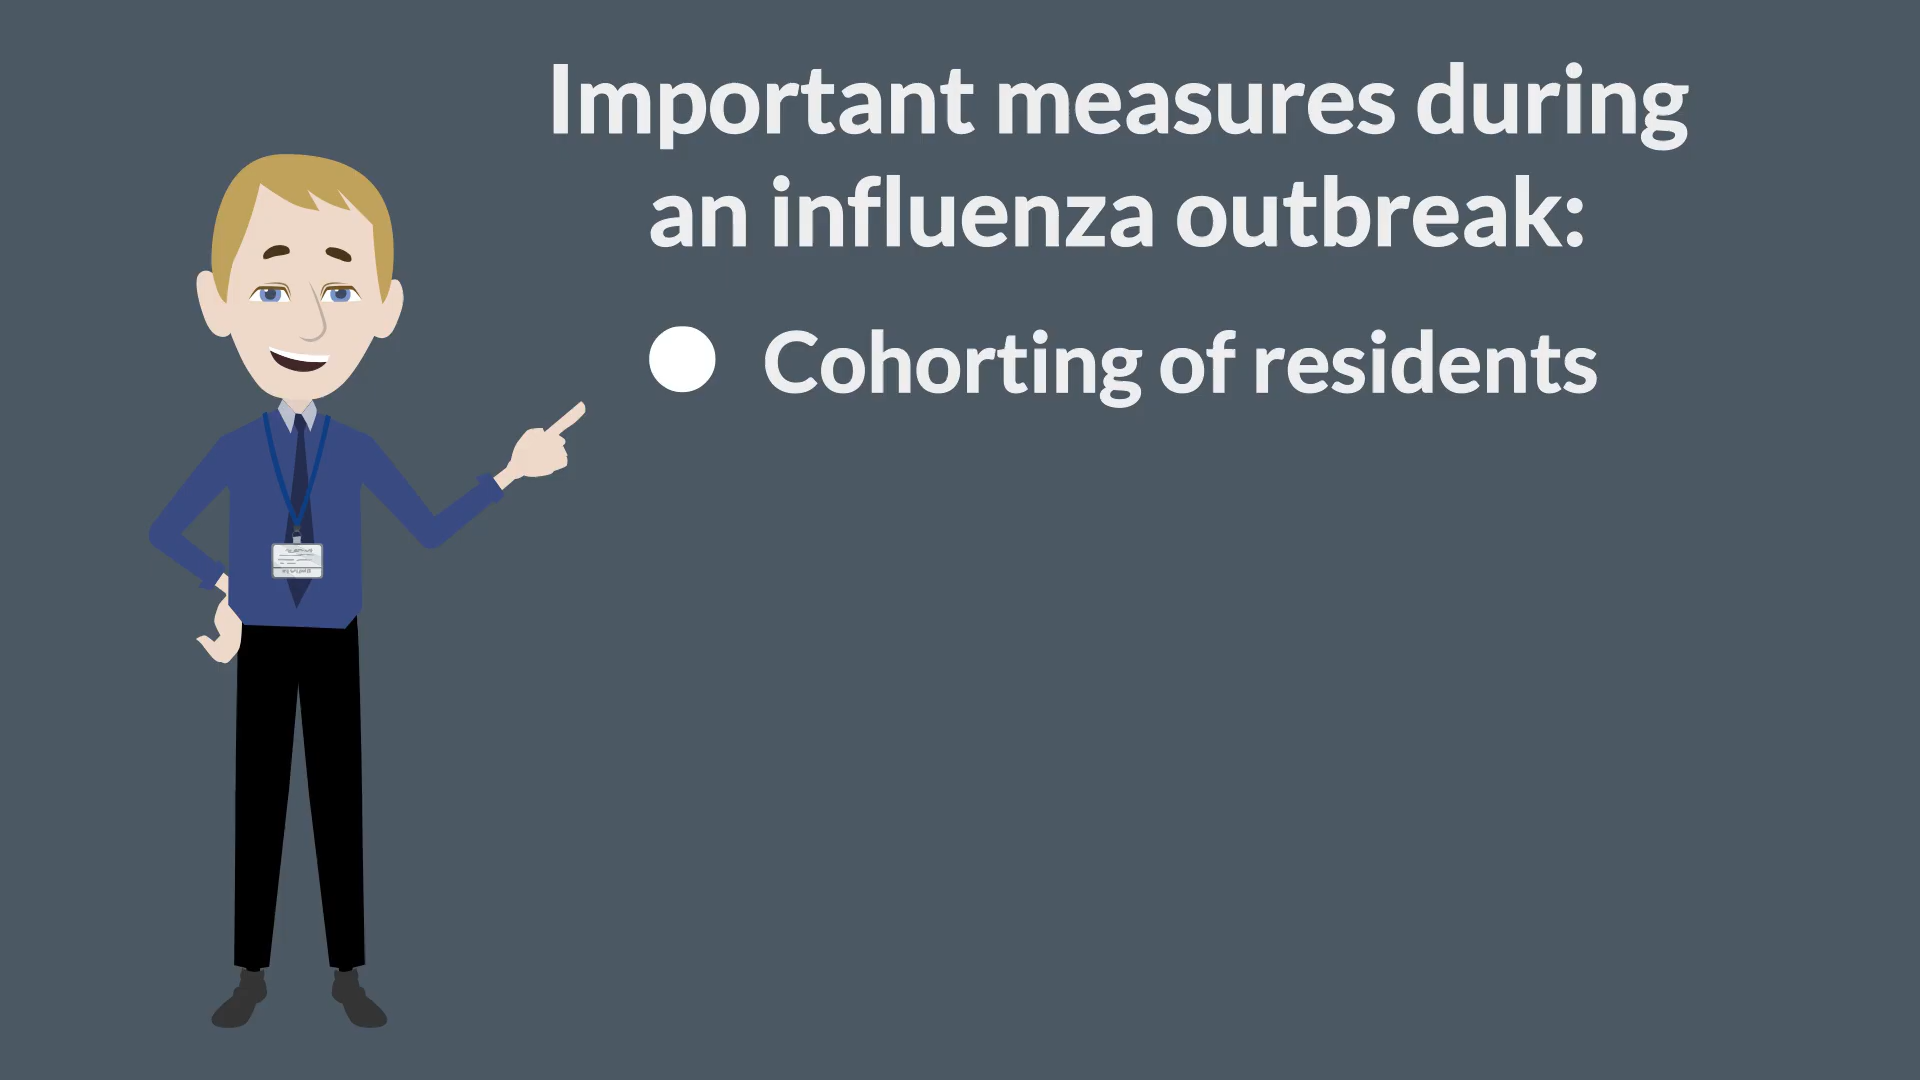 Important measures during
an influenza outbreak:
Cohorting of residents